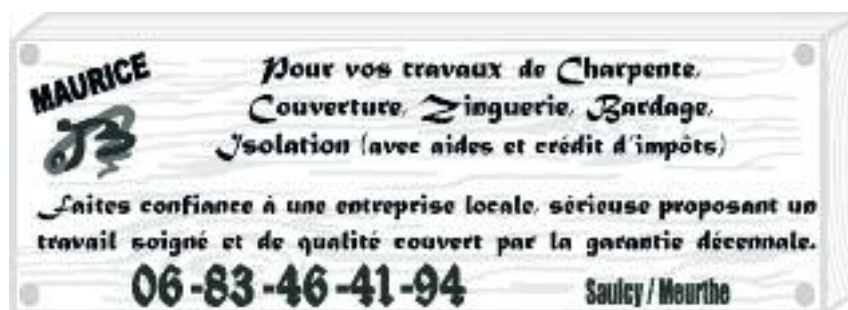 MAURICE
JB
Pour vos travaux de Charpente,
Couverture, Zinguerie, Bardage,
Isolation (avec aides et crédit d'impôts)
Faites confiance à une entreprise locale, sérieuse proposant un
travail soigné et de qualité couvert par la garantie décennale.
06-83-46-41-94
Saulcy / Meurthe